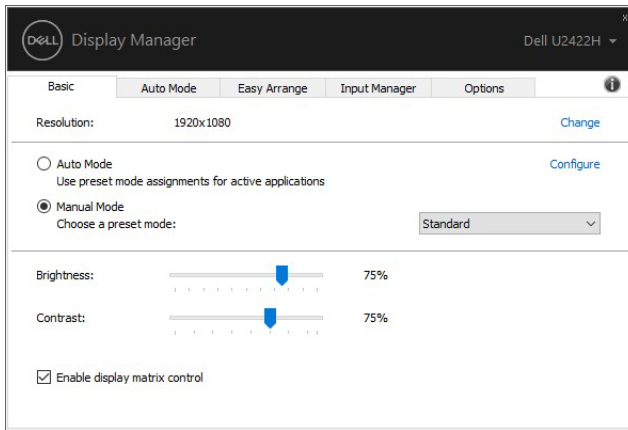 DELL Display Manager
Dell U2422H
x
Basic Auto Mode Easy Arrange Input Manager Options i
Resolution: 1920x1080 Change
Auto Mode Configure
Use preset mode assignments for active applications
Manual Mode
Choose a preset mode: Standard
Brightness: 75%
Contrast: 75%
Enable display matrix control